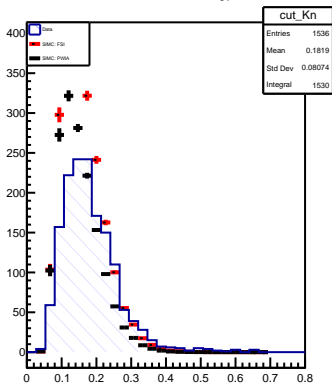 cut_Kn
Entries 1536
Mean 0.1819
Std Dev 0.08074
Integral 1530
Data
SIMC: FSI
SIMC: PWIA
400
350
300
250
200
150
100
50
0
0 0.1 0.2 0.3 0.4 0.5 0.6 0.7 0.8